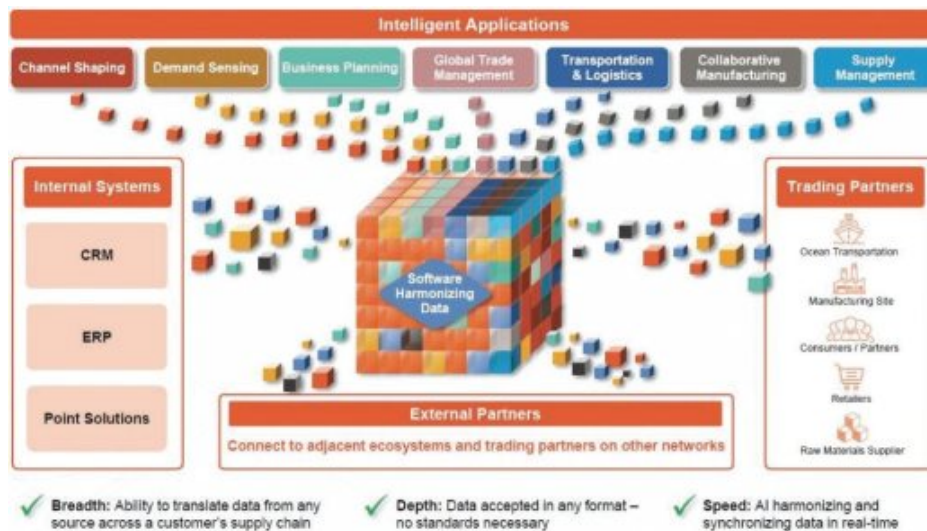 Intelligent Applications
Channel Shaping
Demand Sensing
Business Planning
Global Trade
Management
Transportation
& Logistics
Collaborative
Manufacturing
Supply
Management
Internal Systems
CRM
ERP
Point Solutions
Software
Harmonizing
Data
Trading Partners
Ocean Transportation
Manufacturing Site
Consumers / Partners
Retailers
Raw Materials Supplier
External Partners
Connect to adjacent ecosystems and trading partners on other networks
Breadth: Ability to translate data from any
source across a customer's supply chain
Depth: Data accepted in any format –
no standards necessary
Speed: AI harmonizing and
synchronizing data in real-time